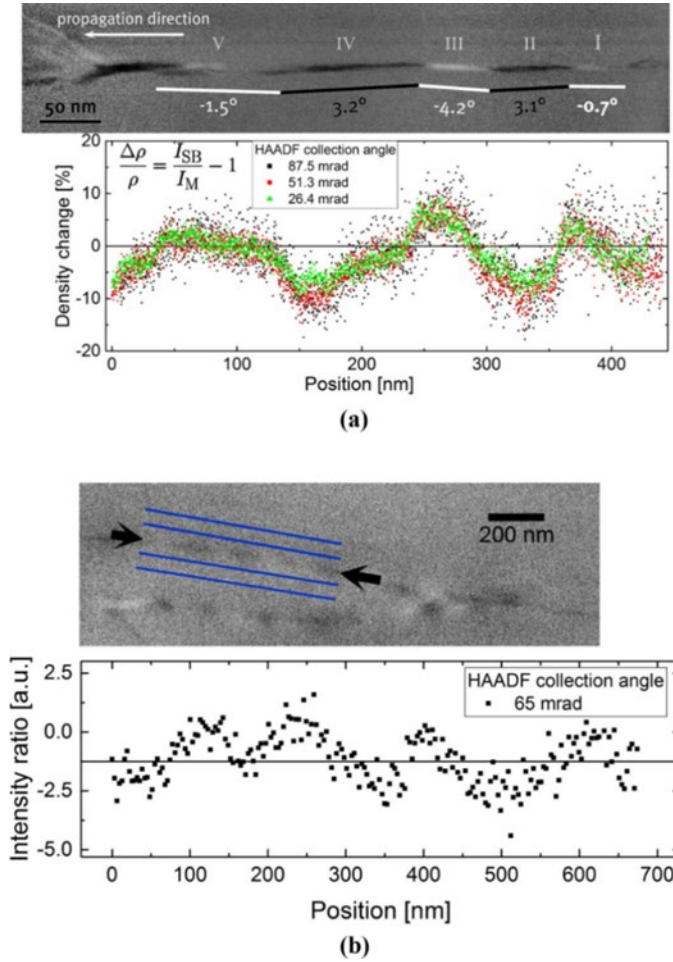 propagation direction
V IV III II I
50 nm
-1.5° 3.2° -4.2° 3.1° -0.7°
20
10
0
-10
-20
Density change [%]
Δρ/ρ = I_SB/I_M − 1
HAADF collection angle
87.5 mrad
51.3 mrad
26.4 mrad
0 100 200 300 400
Position [nm]
(a)
200 nm
2.5
0.0
-2.5
-5.0
Intensity ratio [a.u.]
HAADF collection angle
65 mrad
0 100 200 300 400 500 600 700
Position [nm]
(b)